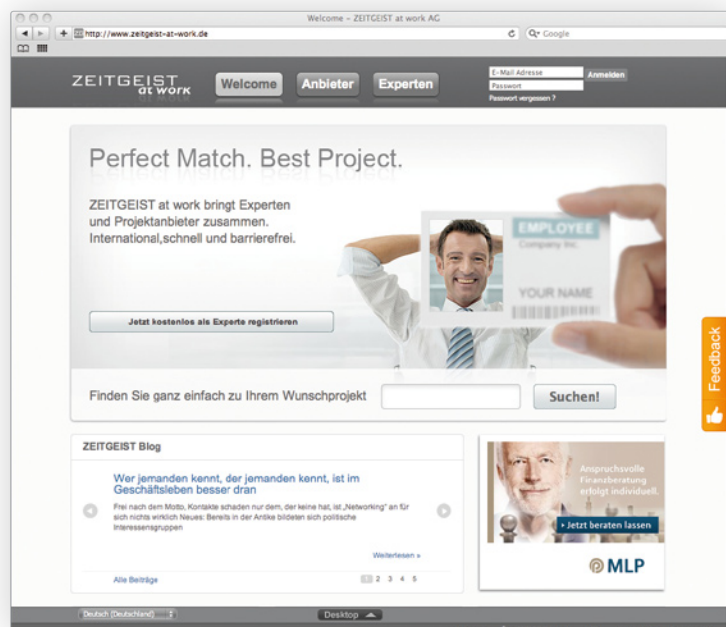 Welcome – ZEITGEIST at work AG
http://www.zeitgeist-at-work.de
Google
ZEITGEIST
at work
Welcome
Anbieter
Experten
E-Mail Adresse
Anmelden
Passwort
Passwort vergessen ?
Perfect Match. Best Project.
ZEITGEIST at work bringt Experten
und Projektanbieter zusammen.
International,schnell und barrierefrei.
EMPLOYEE
Company Inc.
YOUR NAME
Jetzt kostenlos als Experte registrieren
Feedback
Finden Sie ganz einfach zu Ihrem Wunschprojekt
Suchen!
ZEITGEIST Blog
Wer jemanden kennt, der jemanden kennt, ist im
Geschäftsleben besser dran
Frei nach dem Motto, Kontakte schaden nur dem, der keine hat, ist „Networking" an für
sich nichts wirklich Neues: Bereits in der Antike bildeten sich politische
Interessensgruppen
Weiterlesen »
Alle Beiträge
1 2 3 4 5
Anspruchsvolle
Finanzberatung
erfolgt individuell.
Jetzt beraten lassen
MLP
Deutsch [Deutschland]
Desktop